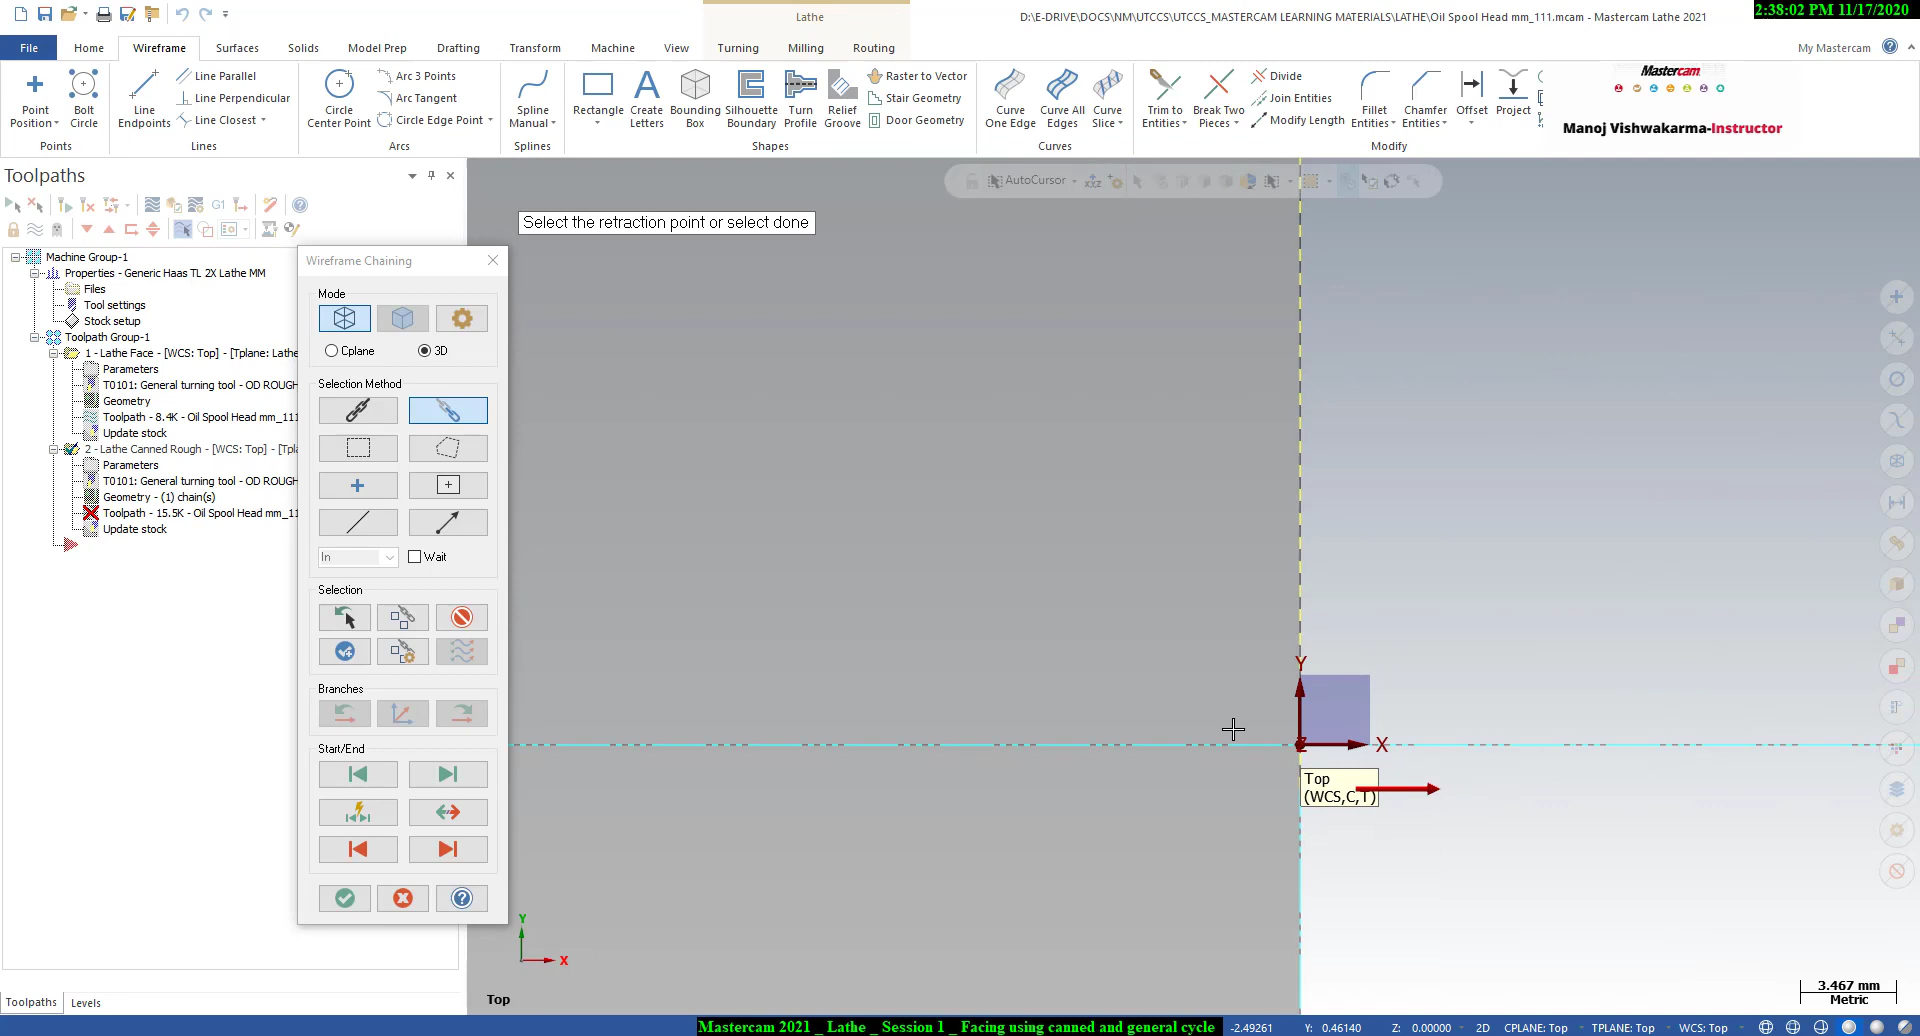 Lathe
D:\E-DRIVE\DOCS\NM\UTCCS\UTCCS_MASTERCAM LEARNING MATERIALS\LATHE\Oil Spool Head mm_111.mcam - Mastercam Lathe 2021
2:38:02 PM 11/17/2020
File Home Wireframe Surfaces Solids Model Prep Drafting Transform Machine View Turning Milling Routing My Mastercam
Point Position
Bolt Circle
Points
Line Endpoints
Line Parallel
Line Perpendicular
Line Closest
Lines
Circle Center Point
Arc 3 Points
Arc Tangent
Circle Edge Point
Arcs
Spline Manual
Splines
Rectangle
Create Letters
Bounding Box
Silhouette Boundary
Turn Profile
Relief Groove
Raster to Vector
Stair Geometry
Door Geometry
Shapes
Curve One Edge
Curve All Edges
Curve Slice
Curves
Trim to Entities
Break Two Pieces
Divide
Join Entities
Modify Length
Fillet Entities
Chamfer Entities
Offset
Project
Modify
Mastercam
Manoj Vishwakarma-Instructor
Toolpaths
G1
AutoCursor
Select the retraction point or select done
Machine Group-1
Properties - Generic Haas TL 2X Lathe MM
Files
Tool settings
Stock setup
Toolpath Group-1
1 - Lathe Face - [WCS: Top] - [Tplane: Lathe
Parameters
T0101: General turning tool - OD ROUGH
Geometry
Toolpath - 8.4K - Oil Spool Head mm_111
Update stock
2 - Lathe Canned Rough - [WCS: Top] - [Tpl
Parameters
T0101: General turning tool - OD ROUGH
Geometry - (1) chain(s)
Toolpath - 15.5K - Oil Spool Head mm_11
Update stock
Wireframe Chaining
Mode
Cplane 3D
Selection Method
In Wait
Selection
Branches
Start/End
Y
X
Z
Top
(WCS,C,T)
Y
X
Top
3.467 mm
Metric
Toolpaths Levels
Mastercam 2021 _ Lathe _ Session 1 _ Facing using canned and general cycle
-2.49261 Y: 0.46140 Z: 0.00000 2D CPLANE: Top TPLANE: Top WCS: Top